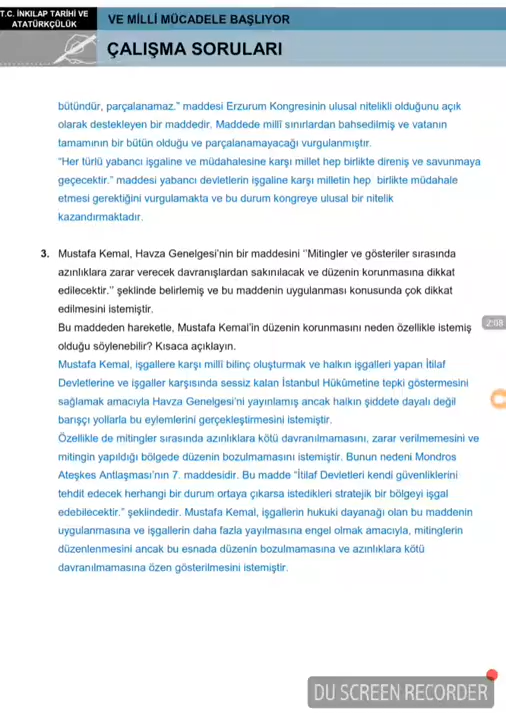 T.C. İNKILAP TARİHİ VE
ATATÜRKÇÜLÜK
VE MİLLÎ MÜCADELE BAŞLIYOR
ÇALIŞMA SORULARI
bütündür, parçalanamaz.” maddesi Erzurum Kongresinin ulusal nitelikli olduğunu açık
olarak destekleyen bir maddedir. Maddede millî sınırlardan bahsedilmiş ve vatanın
tamamının bir bütün olduğu ve parçalanamayacağı vurgulanmıştır.
“Her türlü yabancı işgaline ve müdahalesine karşı millet hep birlikte direniş ve savunmaya
geçecektir.” maddesi yabancı devletlerin işgaline karşı milletin hep birlikte müdahale
etmesi gerektiğini vurgulamakta ve bu durum kongreye ulusal bir nitelik
kazandırmaktadır.
3. Mustafa Kemal, Havza Genelgesi’nin bir maddesini “Mitingler ve gösteriler sırasında
azınlıklara zarar verecek davranışlardan sakınılacak ve düzenin korunmasına dikkat
edilecektir.” şeklinde belirlemiş ve bu maddenin uygulanması konusunda çok dikkat
edilmesini istemiştir.
Bu maddeden hareketle, Mustafa Kemal’in düzenin korunmasını neden özellikle istemiş
olduğu söylenebilir? Kısaca açıklayın.
2:08
Mustafa Kemal, işgallere karşı millî bilinç oluşturmak ve halkın işgalleri yapan İtilaf
Devletlerine ve işgaller karşısında sessiz kalan İstanbul Hükûmetine tepki göstermesini
sağlamak amacıyla Havza Genelgesi’ni yayınlamış ancak halkın şiddete dayalı değil
barışçı yollarla bu eylemlerini gerçekleştirmesini istemiştir.
Özellikle de mitingler sırasında azınlıklara kötü davranılmamasını, zarar verilmemesini ve
mitingin yapıldığı bölgede düzenin bozulmamasını istemiştir. Bunun nedeni Mondros
Ateşkes Antlaşması’nın 7. maddesidir. Bu madde “İtilaf Devletleri kendi güvenliklerini
tehdit edecek herhangi bir durum ortaya çıkarsa istedikleri stratejik bir bölgeyi işgal
edebilecektir.” şeklindedir. Mustafa Kemal, işgallerin hukuki dayanağı olan bu maddenin
uygulanmasına ve işgallerin daha fazla yayılmasına engel olmak amacıyla, mitinglerin
düzenlenmesini ancak bu esnada düzenin bozulmamasına ve azınlıklara kötü
davranılmamasına özen gösterilmesini istemiştir.
DU SCREEN RECORDER